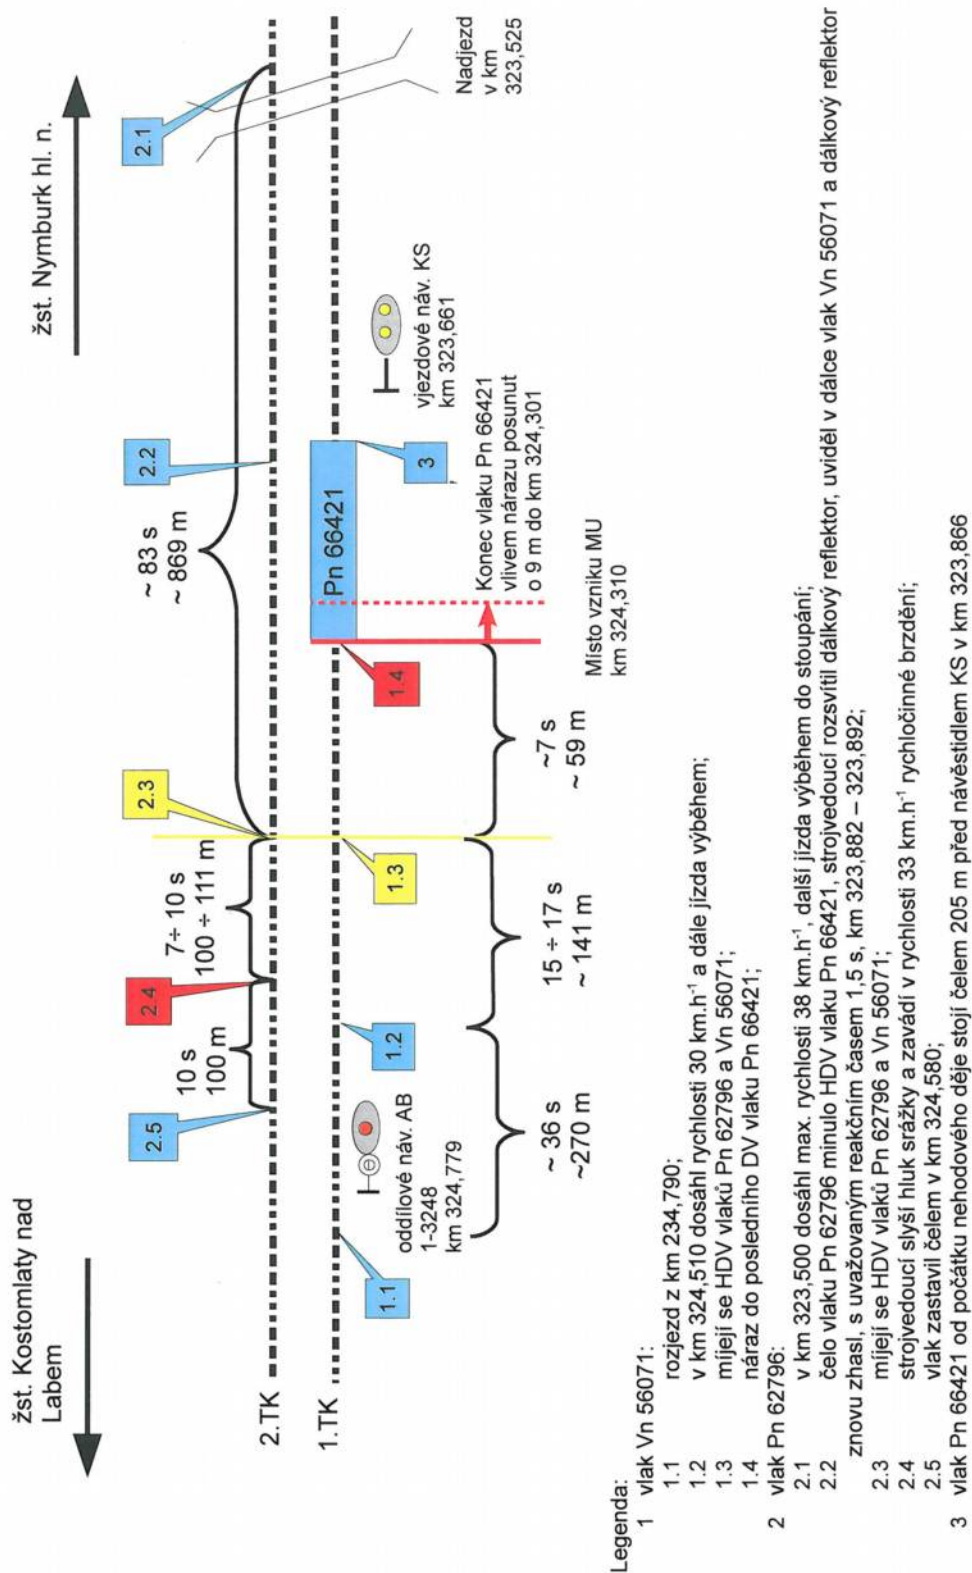 žst. Kostomlaty nad
Labem
žst. Nymburk hl. n.
2.5
2.4
2.3
2.2
2.1
10 s
100 m
7÷ 10 s
100 ÷ 111 m
~ 83 s
~ 869 m
Nadjezd
v km
323,525
2.TK
1.TK
1.1
1.2
1.3
1.4
Pn 66421
3
oddílové náv. AB
1-3248
km 324,779
vjezdové náv. KS
km 323,661
Konec vlaku Pn 66421
vlivem nárazu posunut
o 9 m do km 324,301
~ 36 s
~270 m
15 ÷ 17 s
~ 141 m
~7 s
~ 59 m
Místo vzniku MU
km 324,310
Legenda:
1 vlak Vn 56071:
1.1 rozjezd z km 234,790;
1.2 v km 324,510 dosáhl rychlosti 30 km.h⁻¹ a dále jízda výběhem;
1.3 míjejí se HDV vlaků Pn 62796 a Vn 56071;
1.4 náraz do posledního DV vlaku Pn 66421;
2 vlak Pn 62796:
2.1 v km 323,500 dosáhl max. rychlosti 38 km.h⁻¹, další jízda výběhem do stoupání;
2.2 čelo vlaku Pn 62796 minulo HDV vlaku Pn 66421, strojvedoucí rozsvítil dálkový reflektor, uviděl v dálce vlak Vn 56071 a dálkový reflektor
znovu zhasl, s uvažovaným reakčním časem 1,5 s, km 323,882 – 323,892;
2.3 míjejí se HDV vlaků Pn 62796 a Vn 56071;
2.4 strojvedoucí slyší hluk srážky a zavádí v rychlosti 33 km.h⁻¹ rychločinné brzdění;
2.5 vlak zastavil čelem v km 324,580;
3 vlak Pn 66421 od počátku nehodového děje stojí čelem 205 m před návěstidlem KS v km 323,866